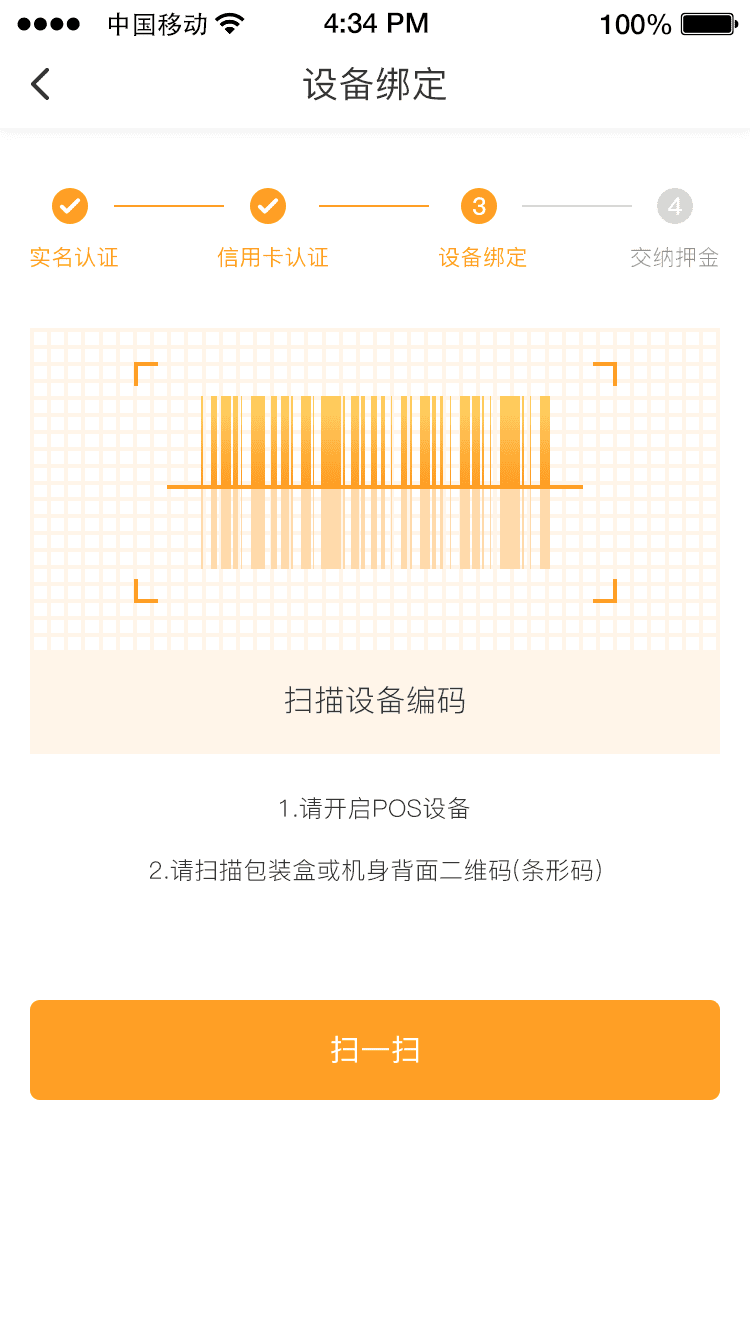 中国移动 4:34 PM 100%
设备绑定
3 4
实名认证 信用卡认证 设备绑定 交纳押金
扫描设备编码
1.请开启POS设备
2.请扫描包装盒或机身背面二维码(条形码)
扫一扫